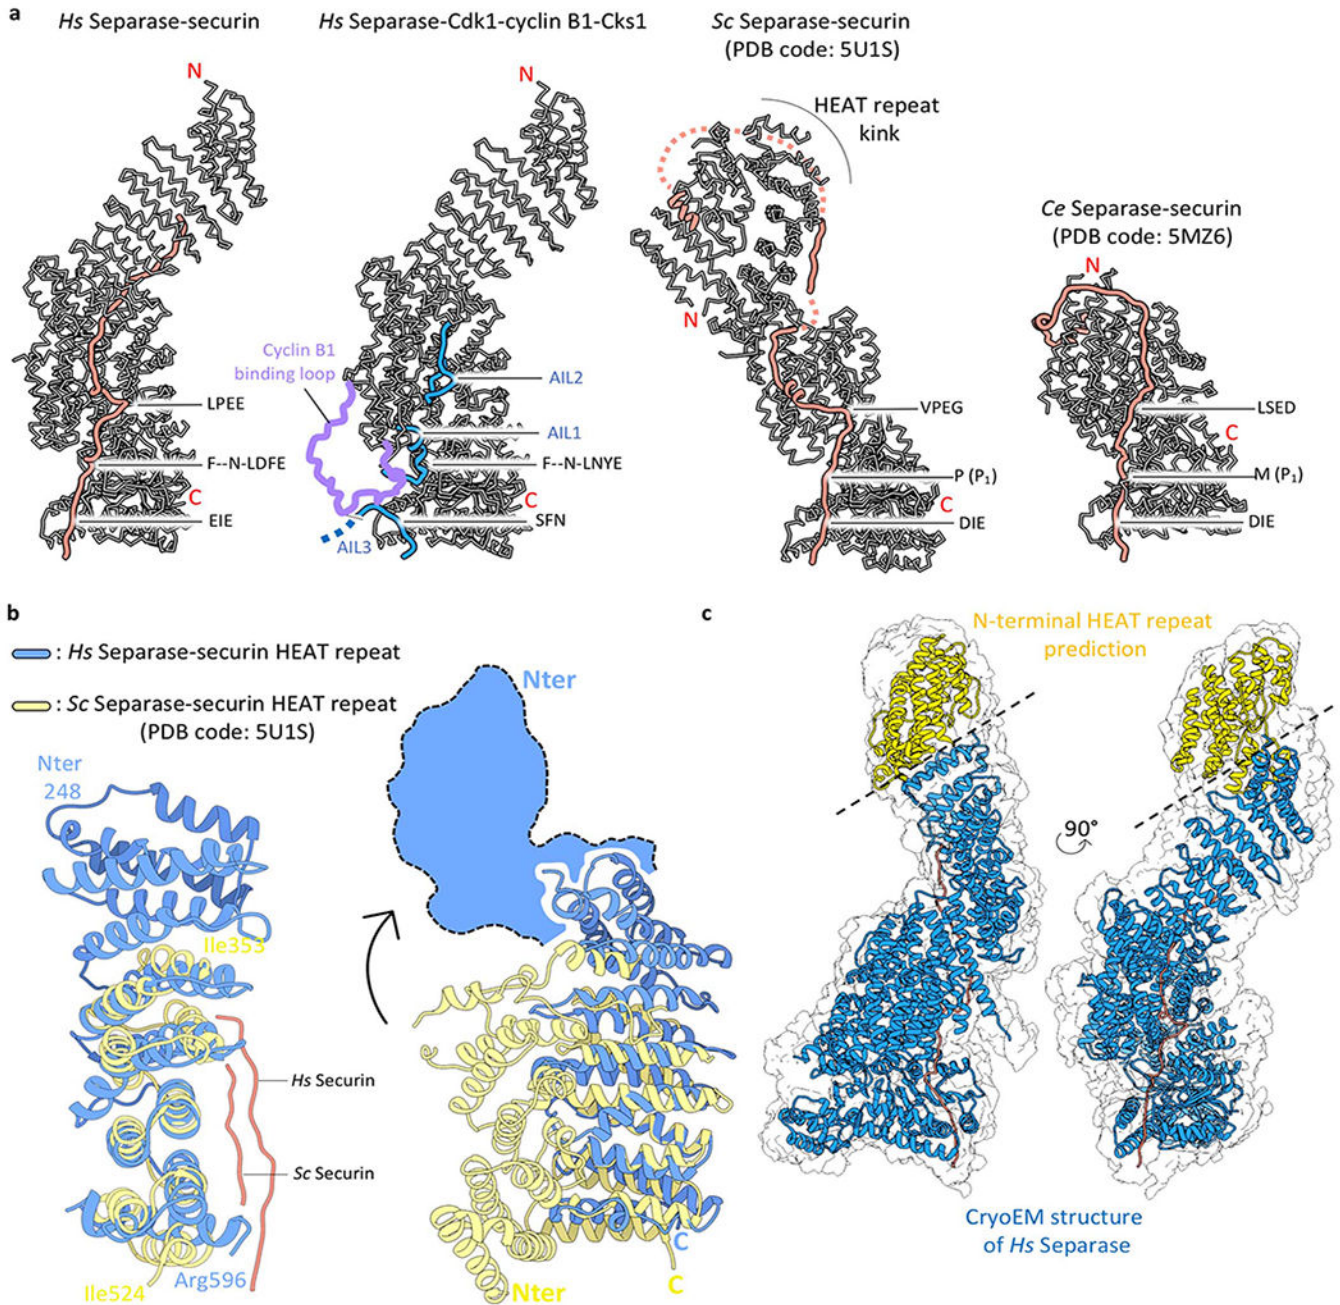 a
Hs Separase-securin
Hs Separase-Cdk1-cyclin B1-Cks1
Sc Separase-securin
(PDB code: 5U1S)
N
N
HEAT repeat
kink
Ce Separase-securin
(PDB code: 5MZ6)
N
N
Cyclin B1
binding loop
AIL2
LPEE
VPEG
LSED
AIL1
C
F--N-LDFE
F--N-LNYE
P (P₁)
M (P₁)
C
C
C
EIE
SFN
DIE
DIE
AIL3
b
: Hs Separase-securin HEAT repeat
: Sc Separase-securin HEAT repeat
(PDB code: 5U1S)
Nter
Nter
248
Ile353
Hs Securin
Sc Securin
Ile524
Arg596
C
C
Nter
c
N-terminal HEAT repeat
prediction
90°
CryoEM structure
of Hs Separase